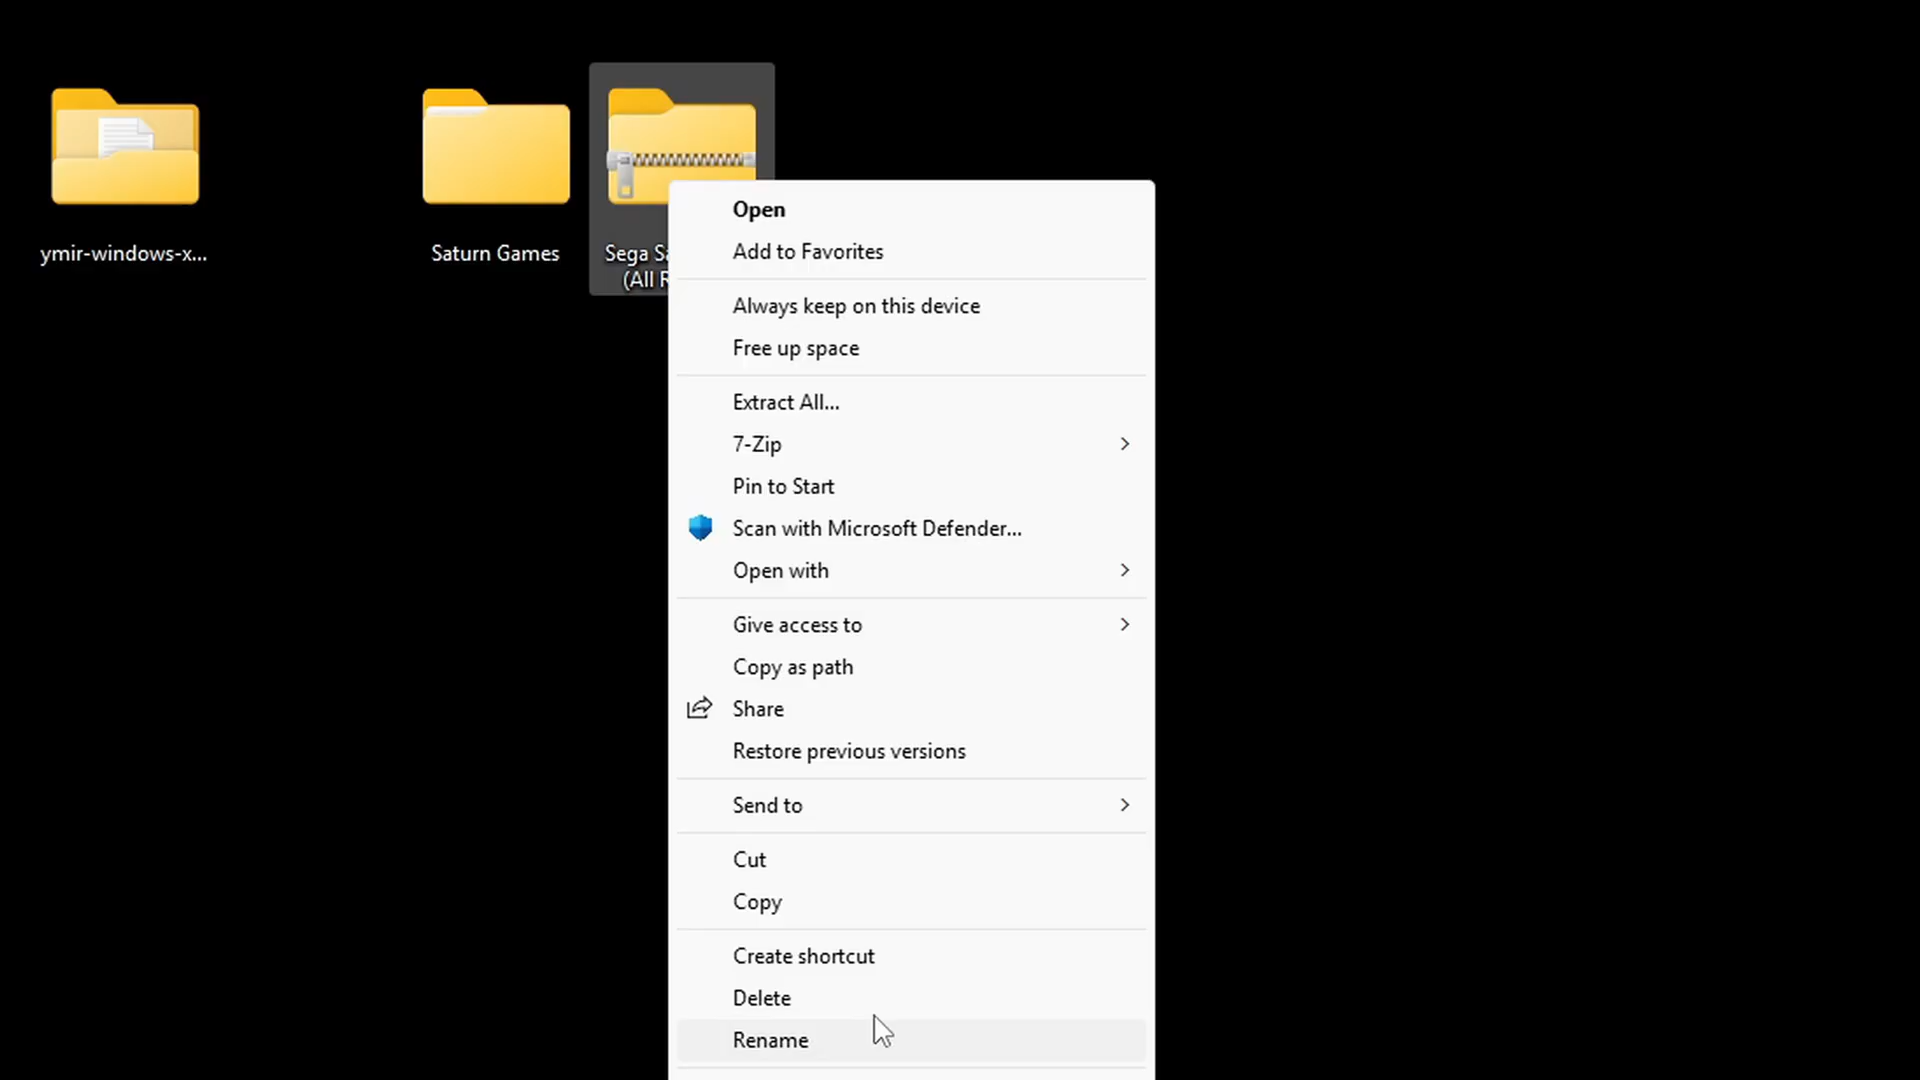 ymir-windows-x...
Saturn Games
Sega
(All
Open
Add to Favorites
Always keep on this device
Free up space
Extract All...
7-Zip
Pin to Start
Scan with Microsoft Defender...
Open with
Give access to
Copy as path
Share
Restore previous versions
Send to
Cut
Copy
Create shortcut
Delete
Rename